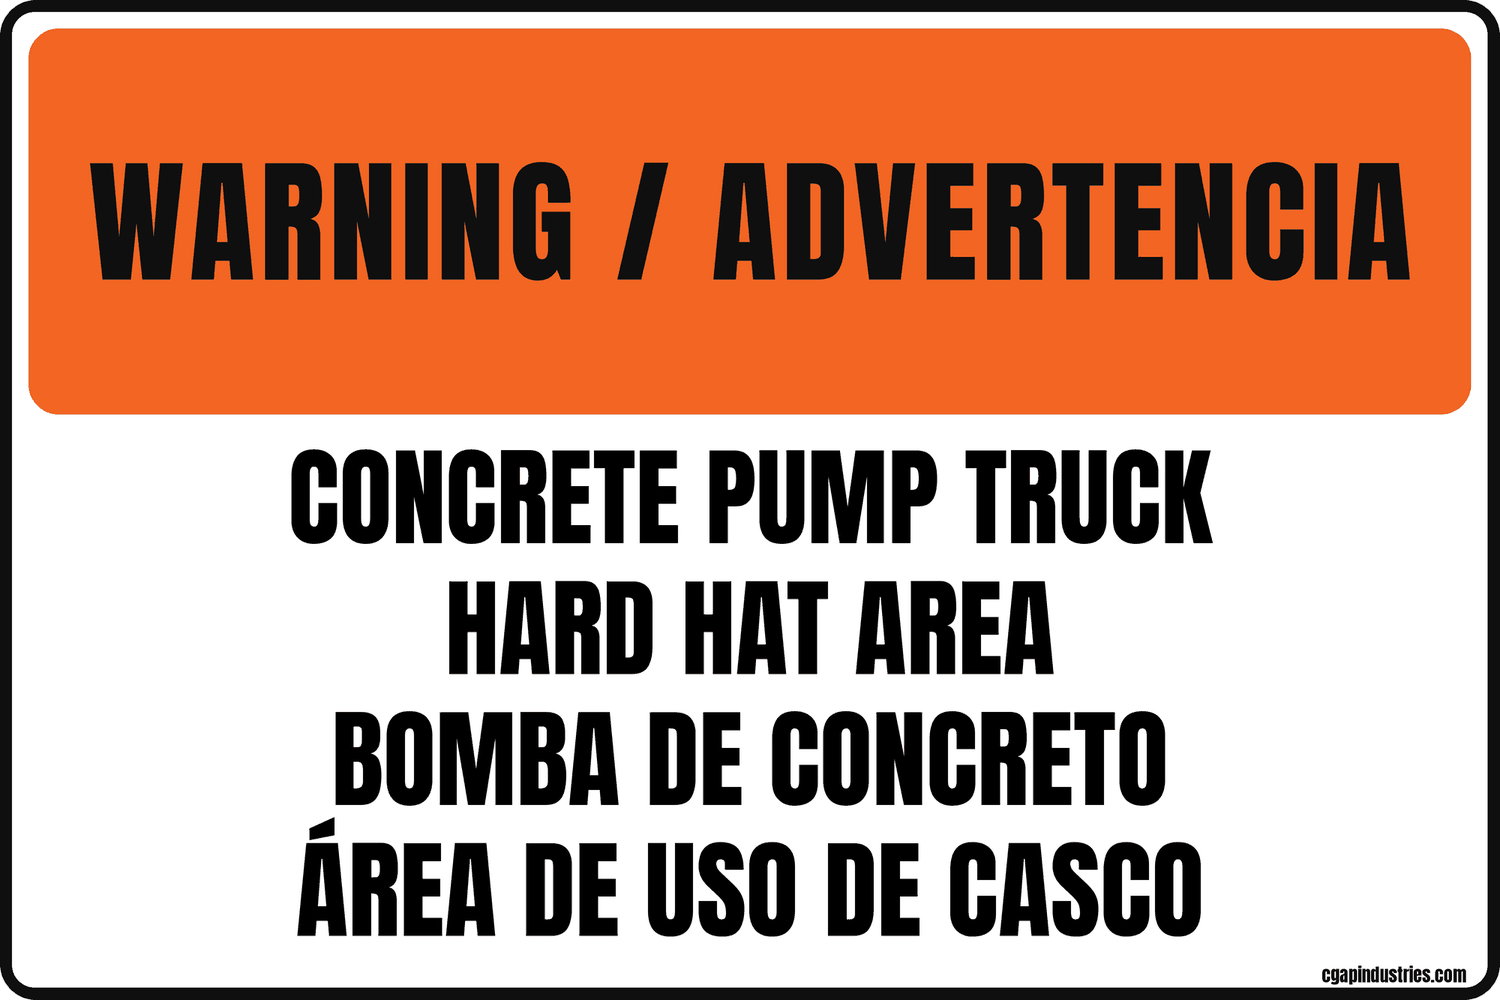 WARNING / ADVERTENCIA
CONCRETE PUMP TRUCK
HARD HAT AREA
BOMBA DE CONCRETO
ÁREA DE USO DE CASCO
cgapindustries.com